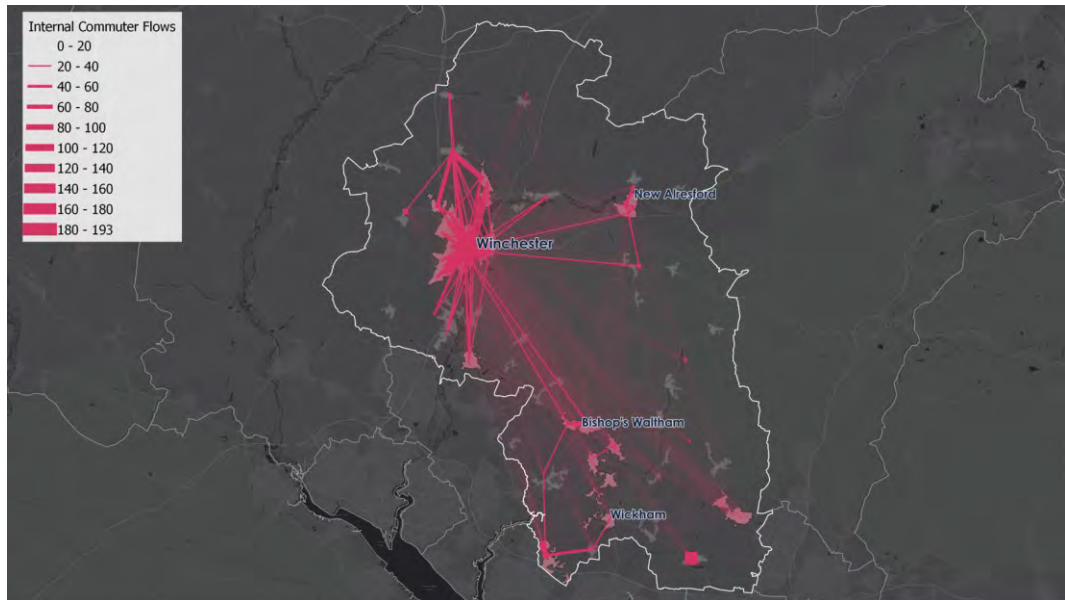 Internal Commuter Flows
0 - 20
20 - 40
40 - 60
60 - 80
80 - 100
100 - 120
120 - 140
140 - 160
160 - 180
180 - 193
New Alresford
Winchester
Bishop's Waltham
Wickham